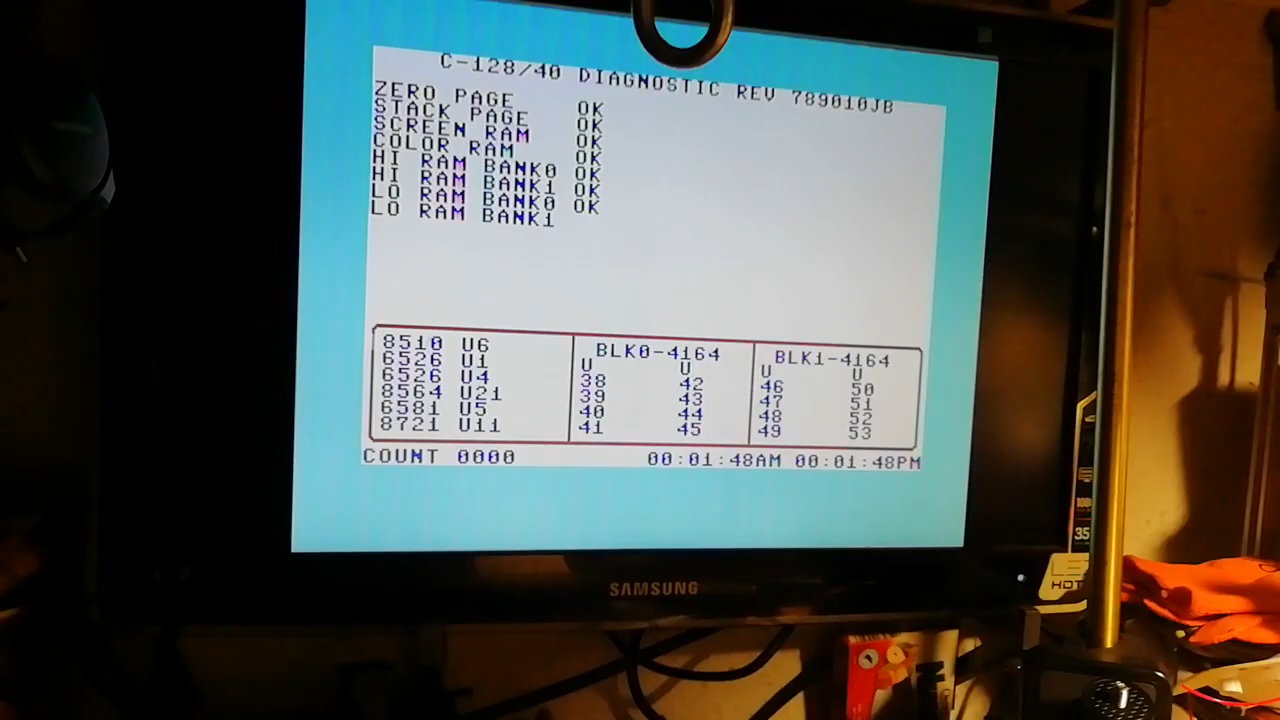 C-128/40 DIAGNOSTIC REV 789010JB
ZERO PAGE OK
STACK PAGE OK
SCREEN RAM OK
COLOR RAM OK
HI RAM BANK0 OK
HI RAM BANK1 OK
LO RAM BANK0 OK
LO RAM BANK1
8510 U6
6526 U1
6526 U4
8564 U21
6581 U5
8721 U11
BLK0-4164
U U
38 42
39 43
40 44
41 45
BLK1-4164
U U
46 50
47 51
48 52
49 53
COUNT 0000 00:01:48AM 00:01:48PM
SAMSUNG
35
HDT